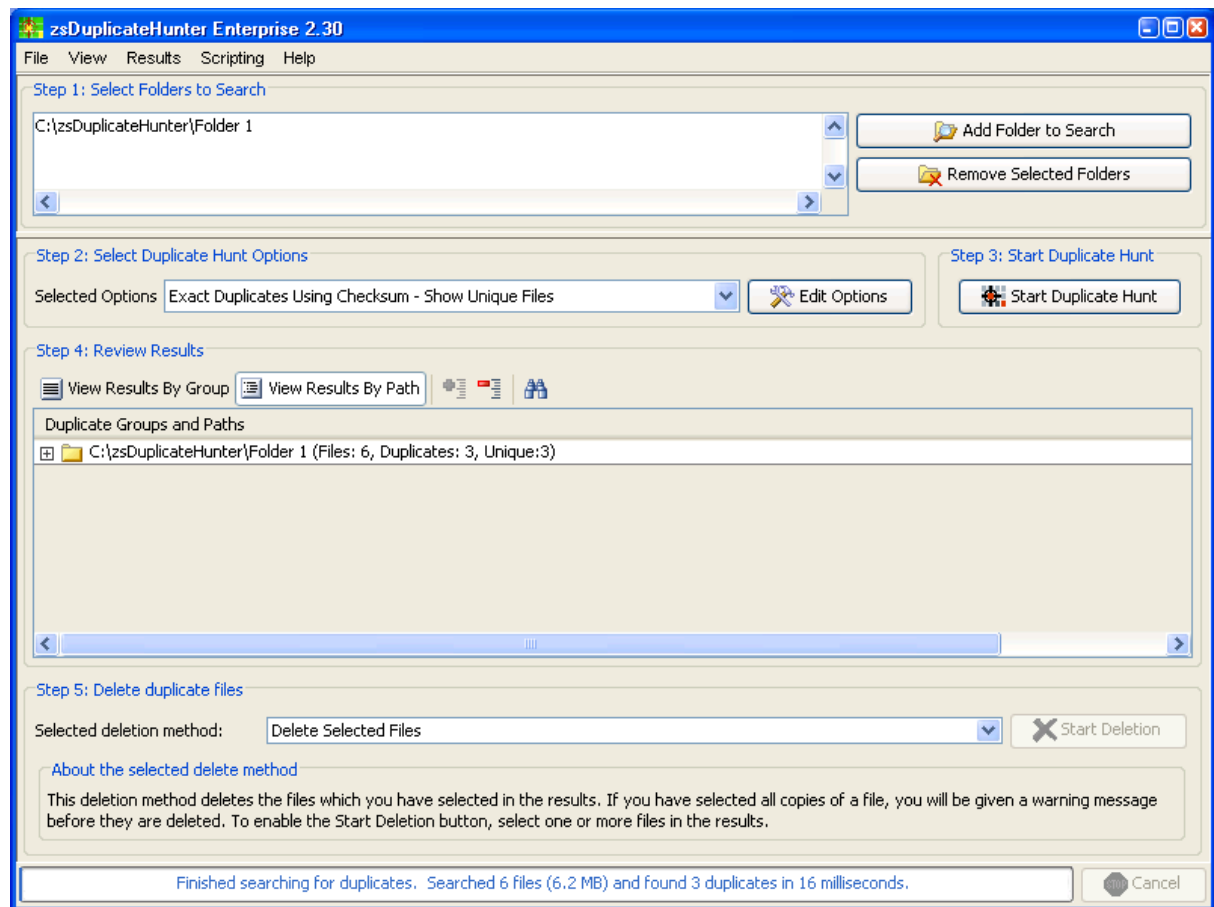 zsDuplicateHunter Enterprise 2.30
File View Results Scripting Help
Step 1: Select Folders to Search
C:\zsDuplicateHunter\Folder 1
Add Folder to Search
Remove Selected Folders
Step 2: Select Duplicate Hunt Options
Selected Options Exact Duplicates Using Checksum - Show Unique Files
Edit Options
Step 3: Start Duplicate Hunt
Start Duplicate Hunt
Step 4: Review Results
View Results By Group View Results By Path
Duplicate Groups and Paths
C:\zsDuplicateHunter\Folder 1 (Files: 6, Duplicates: 3, Unique:3)
Step 5: Delete duplicate files
Selected deletion method: Delete Selected Files
Start Deletion
About the selected delete method
This deletion method deletes the files which you have selected in the results. If you have selected all copies of a file, you will be given a warning message
before they are deleted. To enable the Start Deletion button, select one or more files in the results.
Finished searching for duplicates. Searched 6 files (6.2 MB) and found 3 duplicates in 16 milliseconds.
STOP Cancel